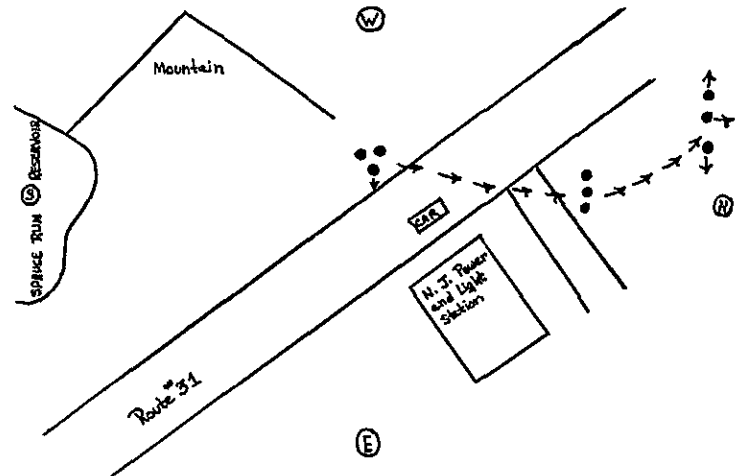 W
Mountain
SPRUCE RUN S RESERVOIR
CAR
N
N. J. Power
and Light
Station
Route #31
E